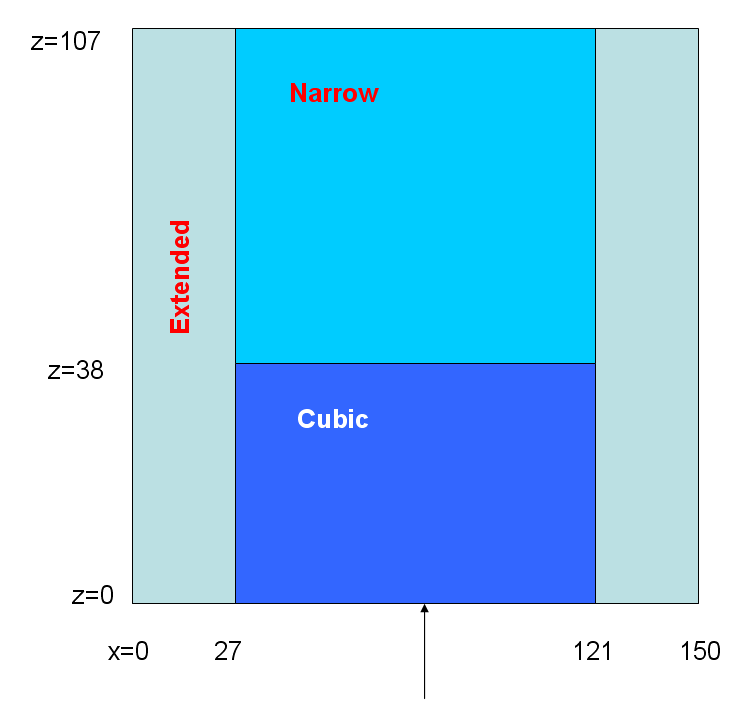 z=107
Narrow
Extended
z=38
Cubic
z=0
x=0 27 121 150